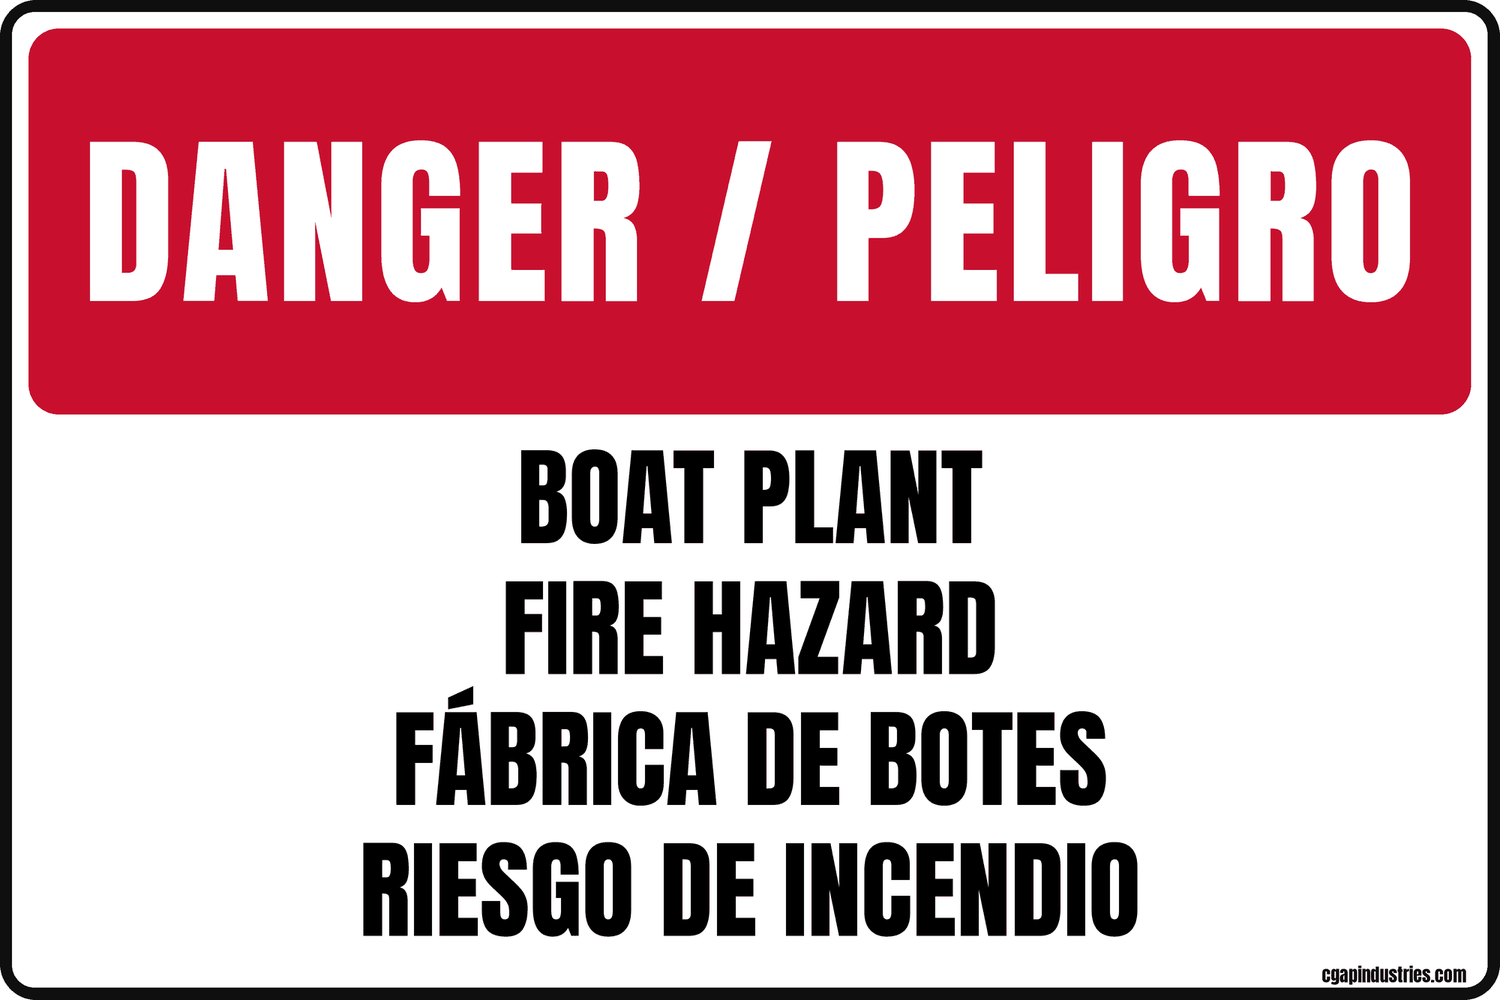 DANGER / PELIGRO
BOAT PLANT
FIRE HAZARD
FÁBRICA DE BOTES
RIESGO DE INCENDIO
cgapindustries.com